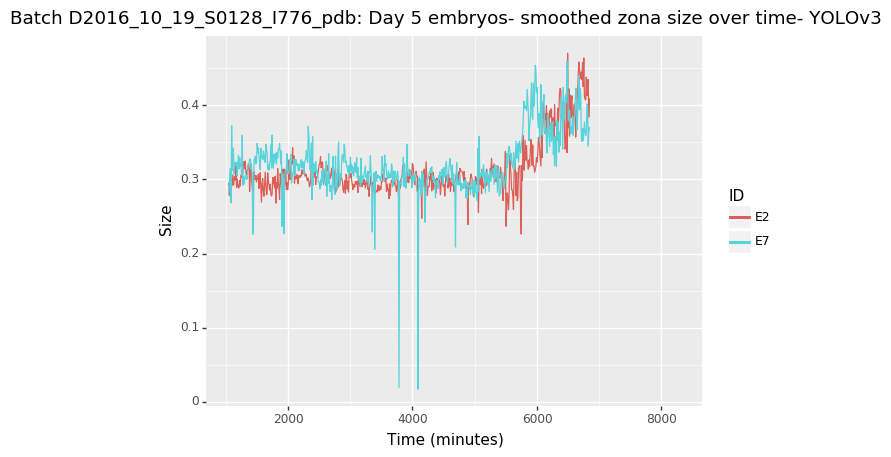 Batch D2016_10_19_S0128_I776_pdb: Day 5 embryos- smoothed zona size over time- YOLOv3
0.4
0.3
0.2
0.1
0
Size
2000 4000 6000 8000
Time (minutes)
ID
E2
E7